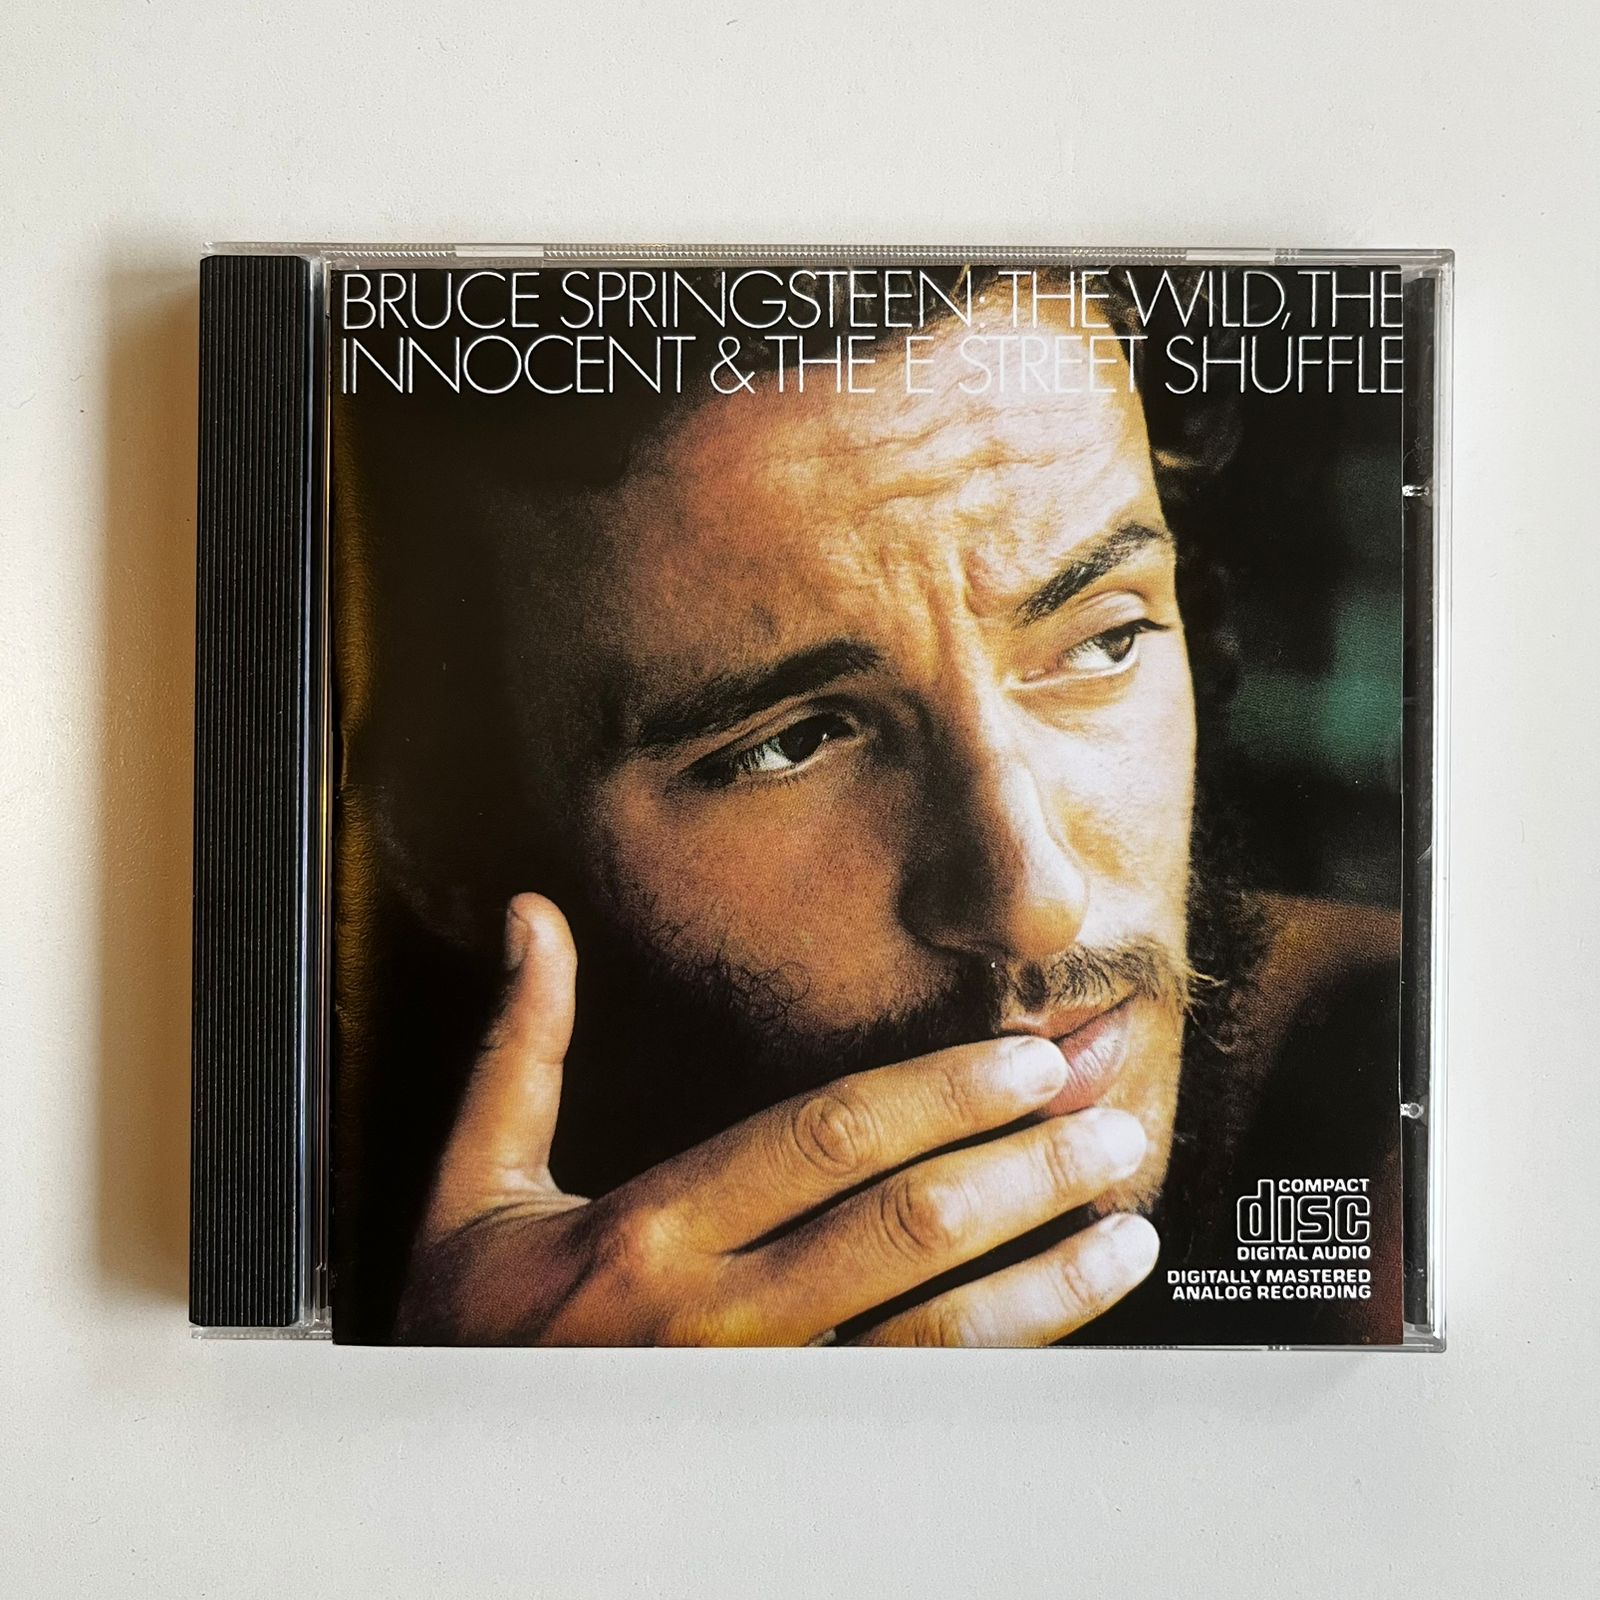 BRUCE SPRINGSTEEN: THE WILD, THE
INNOCENT & THE E STREET SHUFFLE
COMPACT
disc
DIGITAL AUDIO
DIGITALLY MASTERED
ANALOG RECORDING